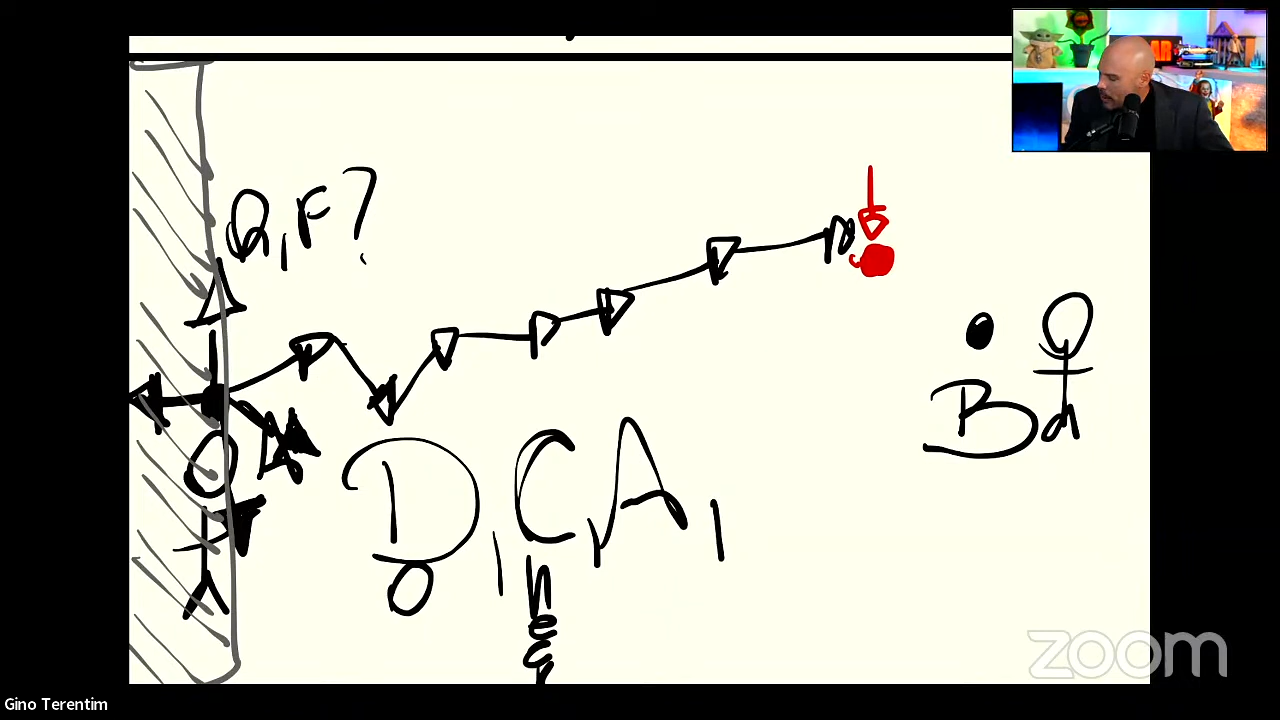 Q, F?
D, C, A,
o
h
e
c
zoom
Gino Terentim